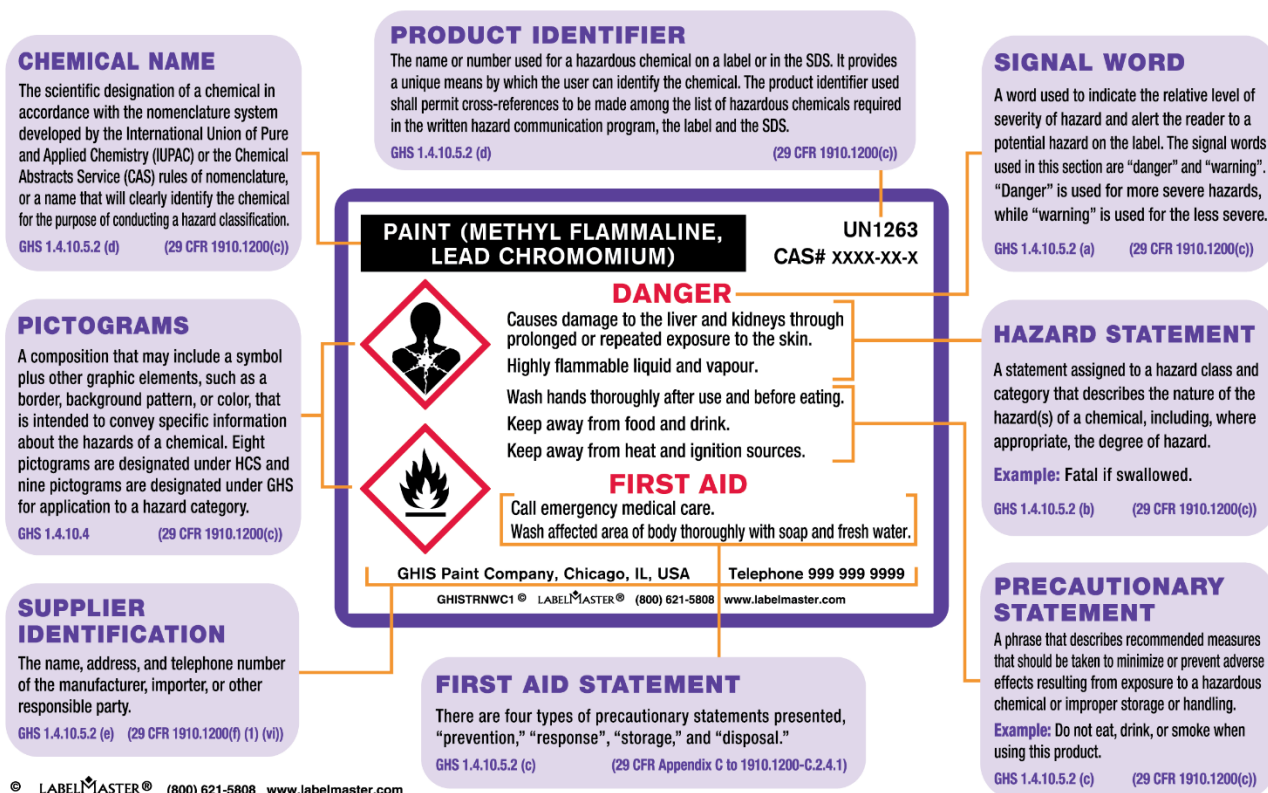 CHEMICAL NAME
The scientific designation of a chemical in
accordance with the nomenclature system
developed by the International Union of Pure
and Applied Chemistry (IUPAC) or the Chemical
Abstracts Service (CAS) rules of nomenclature,
or a name that will clearly identify the chemical
for the purpose of conducting a hazard classification.
GHS 1.4.10.5.2 (d) (29 CFR 1910.1200(c))
PICTOGRAMS
A composition that may include a symbol
plus other graphic elements, such as a
border, background pattern, or color, that
is intended to convey specific information
about the hazards of a chemical. Eight
pictograms are designated under HCS and
nine pictograms are designated under GHS
for application to a hazard category.
GHS 1.4.10.4 (29 CFR 1910.1200(c))
SUPPLIER
IDENTIFICATION
The name, address, and telephone number
of the manufacturer, importer, or other
responsible party.
GHS 1.4.10.5.2 (e) (29 CFR 1910.1200(f) (1) (vi))
PRODUCT IDENTIFIER
The name or number used for a hazardous chemical on a label or in the SDS. It provides
a unique means by which the user can identify the chemical. The product identifier used
shall permit cross-references to be made among the list of hazardous chemicals required
in the written hazard communication program, the label and the SDS.
GHS 1.4.10.5.2 (d) (29 CFR 1910.1200(c))
PAINT (METHYL FLAMMALINE,
LEAD CHROMOMIUM)
UN1263
CAS# XXXX-XX-X
DANGER
Causes damage to the liver and kidneys through
prolonged or repeated exposure to the skin.
Highly flammable liquid and vapour.
Wash hands thoroughly after use and before eating.
Keep away from food and drink.
Keep away from heat and ignition sources.
FIRST AID
Call emergency medical care.
Wash affected area of body thoroughly with soap and fresh water.
GHIS Paint Company, Chicago, IL, USA Telephone 999 999 9999
GHISTRNWC1 © LABELMASTER® (800) 621-5808 www.labelmaster.com
FIRST AID STATEMENT
There are four types of precautionary statements presented,
“prevention,” “response”, “storage,” and “disposal.”
GHS 1.4.10.5.2 (c) (29 CFR Appendix C to 1910.1200-C.2.4.1)
SIGNAL WORD
A word used to indicate the relative level of
severity of hazard and alert the reader to a
potential hazard on the label. The signal words
used in this section are “danger” and “warning”.
“Danger” is used for more severe hazards,
while “warning” is used for the less severe.
GHS 1.4.10.5.2 (a) (29 CFR 1910.1200(c))
HAZARD STATEMENT
A statement assigned to a hazard class and
category that describes the nature of the
hazard(s) of a chemical, including, where
appropriate, the degree of hazard.
Example: Fatal if swallowed.
GHS 1.4.10.5.2 (b) (29 CFR 1910.1200(c))
PRECAUTIONARY
STATEMENT
A phrase that describes recommended measures
that should be taken to minimize or prevent adverse
effects resulting from exposure to a hazardous
chemical or improper storage or handling.
Example: Do not eat, drink, or smoke when
using this product.
GHS 1.4.10.5.2 (c) (29 CFR 1910.1200(c))
© LABELMASTER® (800) 621-5808 www.labelmaster.com